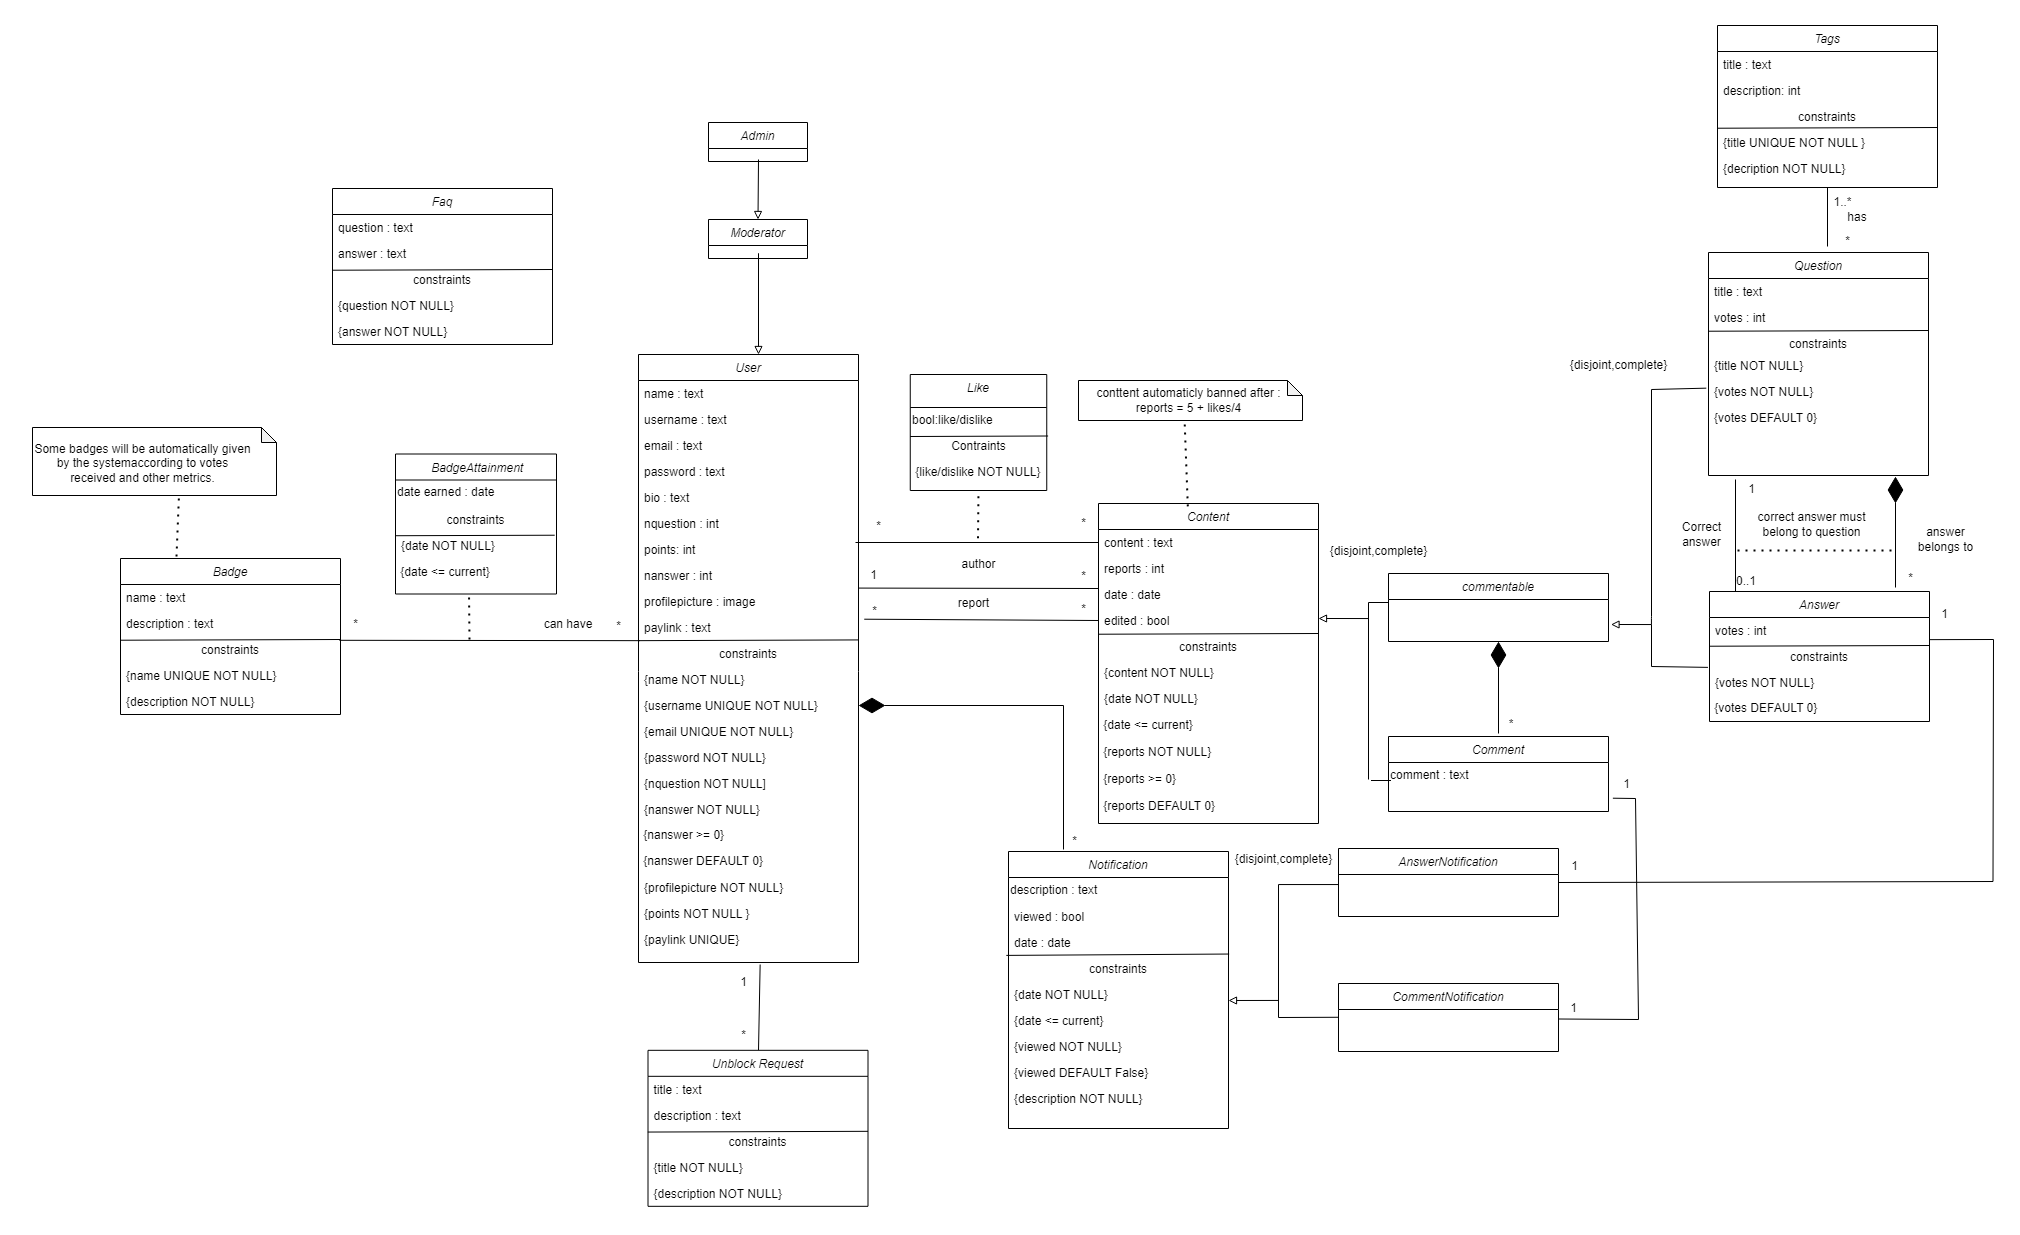 Tags
title : text
description: int
constraints
{title UNIQUE NOT NULL }
{decription NOT NULL}
1..*
has
*
Admin
Moderator
Faq
question : text
answer : text
constraints
{question NOT NULL}
{answer NOT NULL}
Question
title : text
votes : int
constraints
{title NOT NULL}
{votes NOT NULL}
{votes DEFAULT 0}
{disjoint,complete}
User
name : text
username : text
email : text
password : text
bio : text
nquestion : int
points: int
nanswer : int
profilepicture : image
paylink : text
constraints
{name NOT NULL}
{username UNIQUE NOT NULL}
{email UNIQUE NOT NULL}
{password NOT NULL}
{nquestion NOT NULL]
{nanswer NOT NULL}
{nanswer >= 0}
{nanswer DEFAULT 0}
{profilepicture NOT NULL}
{points NOT NULL }
{paylink UNIQUE}
Like
bool:like/dislike
Contraints
{like/dislike NOT NULL}
conttent automaticly banned after :
reports = 5 + likes/4
Some badges will be automatically given
by the systemaccording to votes
received and other metrics.
BadgeAttainment
date earned : date
constraints
{date NOT NULL}
{date <= current}
Badge
name : text
description : text
constraints
{name UNIQUE NOT NULL}
{description NOT NULL}
*
can have
*
*
*
author
1
*
report
*
*
Content
content : text
reports : int
date : date
edited : bool
constraints
{content NOT NULL}
{date NOT NULL}
{date <= current}
{reports NOT NULL}
{reports >= 0}
{reports DEFAULT 0}
{disjoint,complete}
commentable
*
Comment
comment : text
1
1
Correct
answer
correct answer must
belong to question
answer
belongs to
0..1
*
Answer
votes : int
constraints
{votes NOT NULL}
{votes DEFAULT 0}
1
*
Notification
description : text
viewed : bool
date : date
constraints
{date NOT NULL}
{date <= current}
{viewed NOT NULL}
{viewed DEFAULT False}
{description NOT NULL}
{disjoint,complete}
AnswerNotification
1
CommentNotification
1
1
*
Unblock Request
title : text
description : text
constraints
{title NOT NULL}
{description NOT NULL}